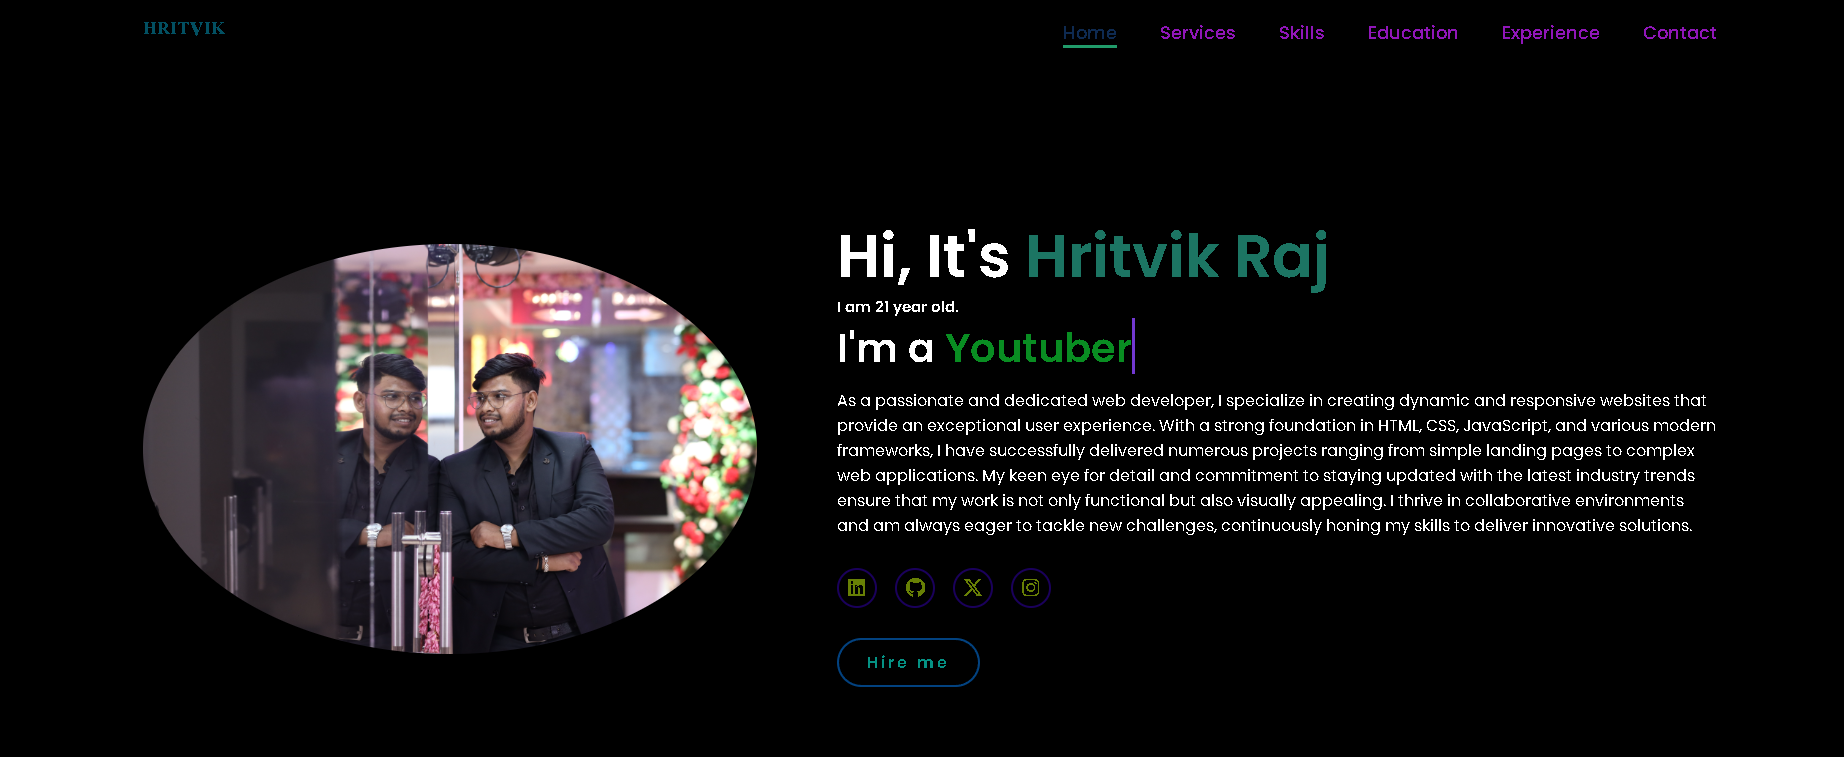 HRITVIK
Home Services Skills Education Experience Contact
Hi, It's Hritvik Raj
I am 21 year old.
I'm a Youtuber
As a passionate and dedicated web developer, I specialize in creating dynamic and responsive websites that
provide an exceptional user experience. With a strong foundation in HTML, CSS, JavaScript, and various modern
frameworks, I have successfully delivered numerous projects ranging from simple landing pages to complex
web applications. My keen eye for detail and commitment to staying updated with the latest industry trends
ensure that my work is not only functional but also visually appealing. I thrive in collaborative environments
and am always eager to tackle new challenges, continuously honing my skills to deliver innovative solutions.
in
Hire me